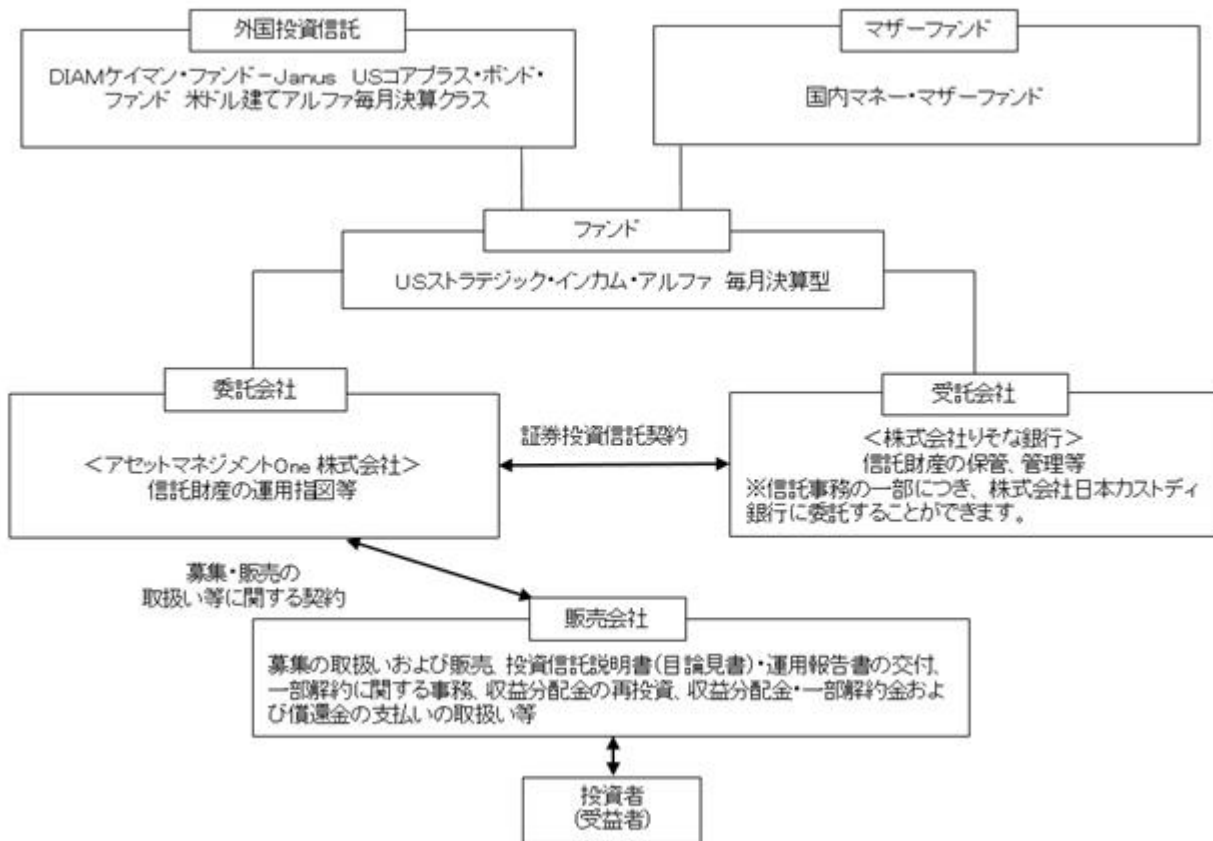 外国投資信託
DIAMケイマン・ファンド-Janus USコアプラス・ボンド・
ファンド 米ドル建てアルファ毎月決算クラス
マザーファンド
国内マネー・マザーファンド
ファンド
USストラテジック・インカム・アルファ 毎月決算型
委託会社
<アセットマネジメントOne 株式会社>
信託財産の運用指図等
証券投資信託契約
受託会社
<株式会社りそな銀行>
信託財産の保管、管理等
※信託事務の一部につき、株式会社日本カストディ
銀行に委託することができます。
募集・販売の
取扱い等に関する契約
販売会社
募集の取扱いおよび販売、投資信託説明書(目論見書)・運用報告書の交付、
一部解約に関する事務、収益分配金の再投資、収益分配金・一部解約金およ
び償還金の支払いの取扱い等
投資者
(受益者)